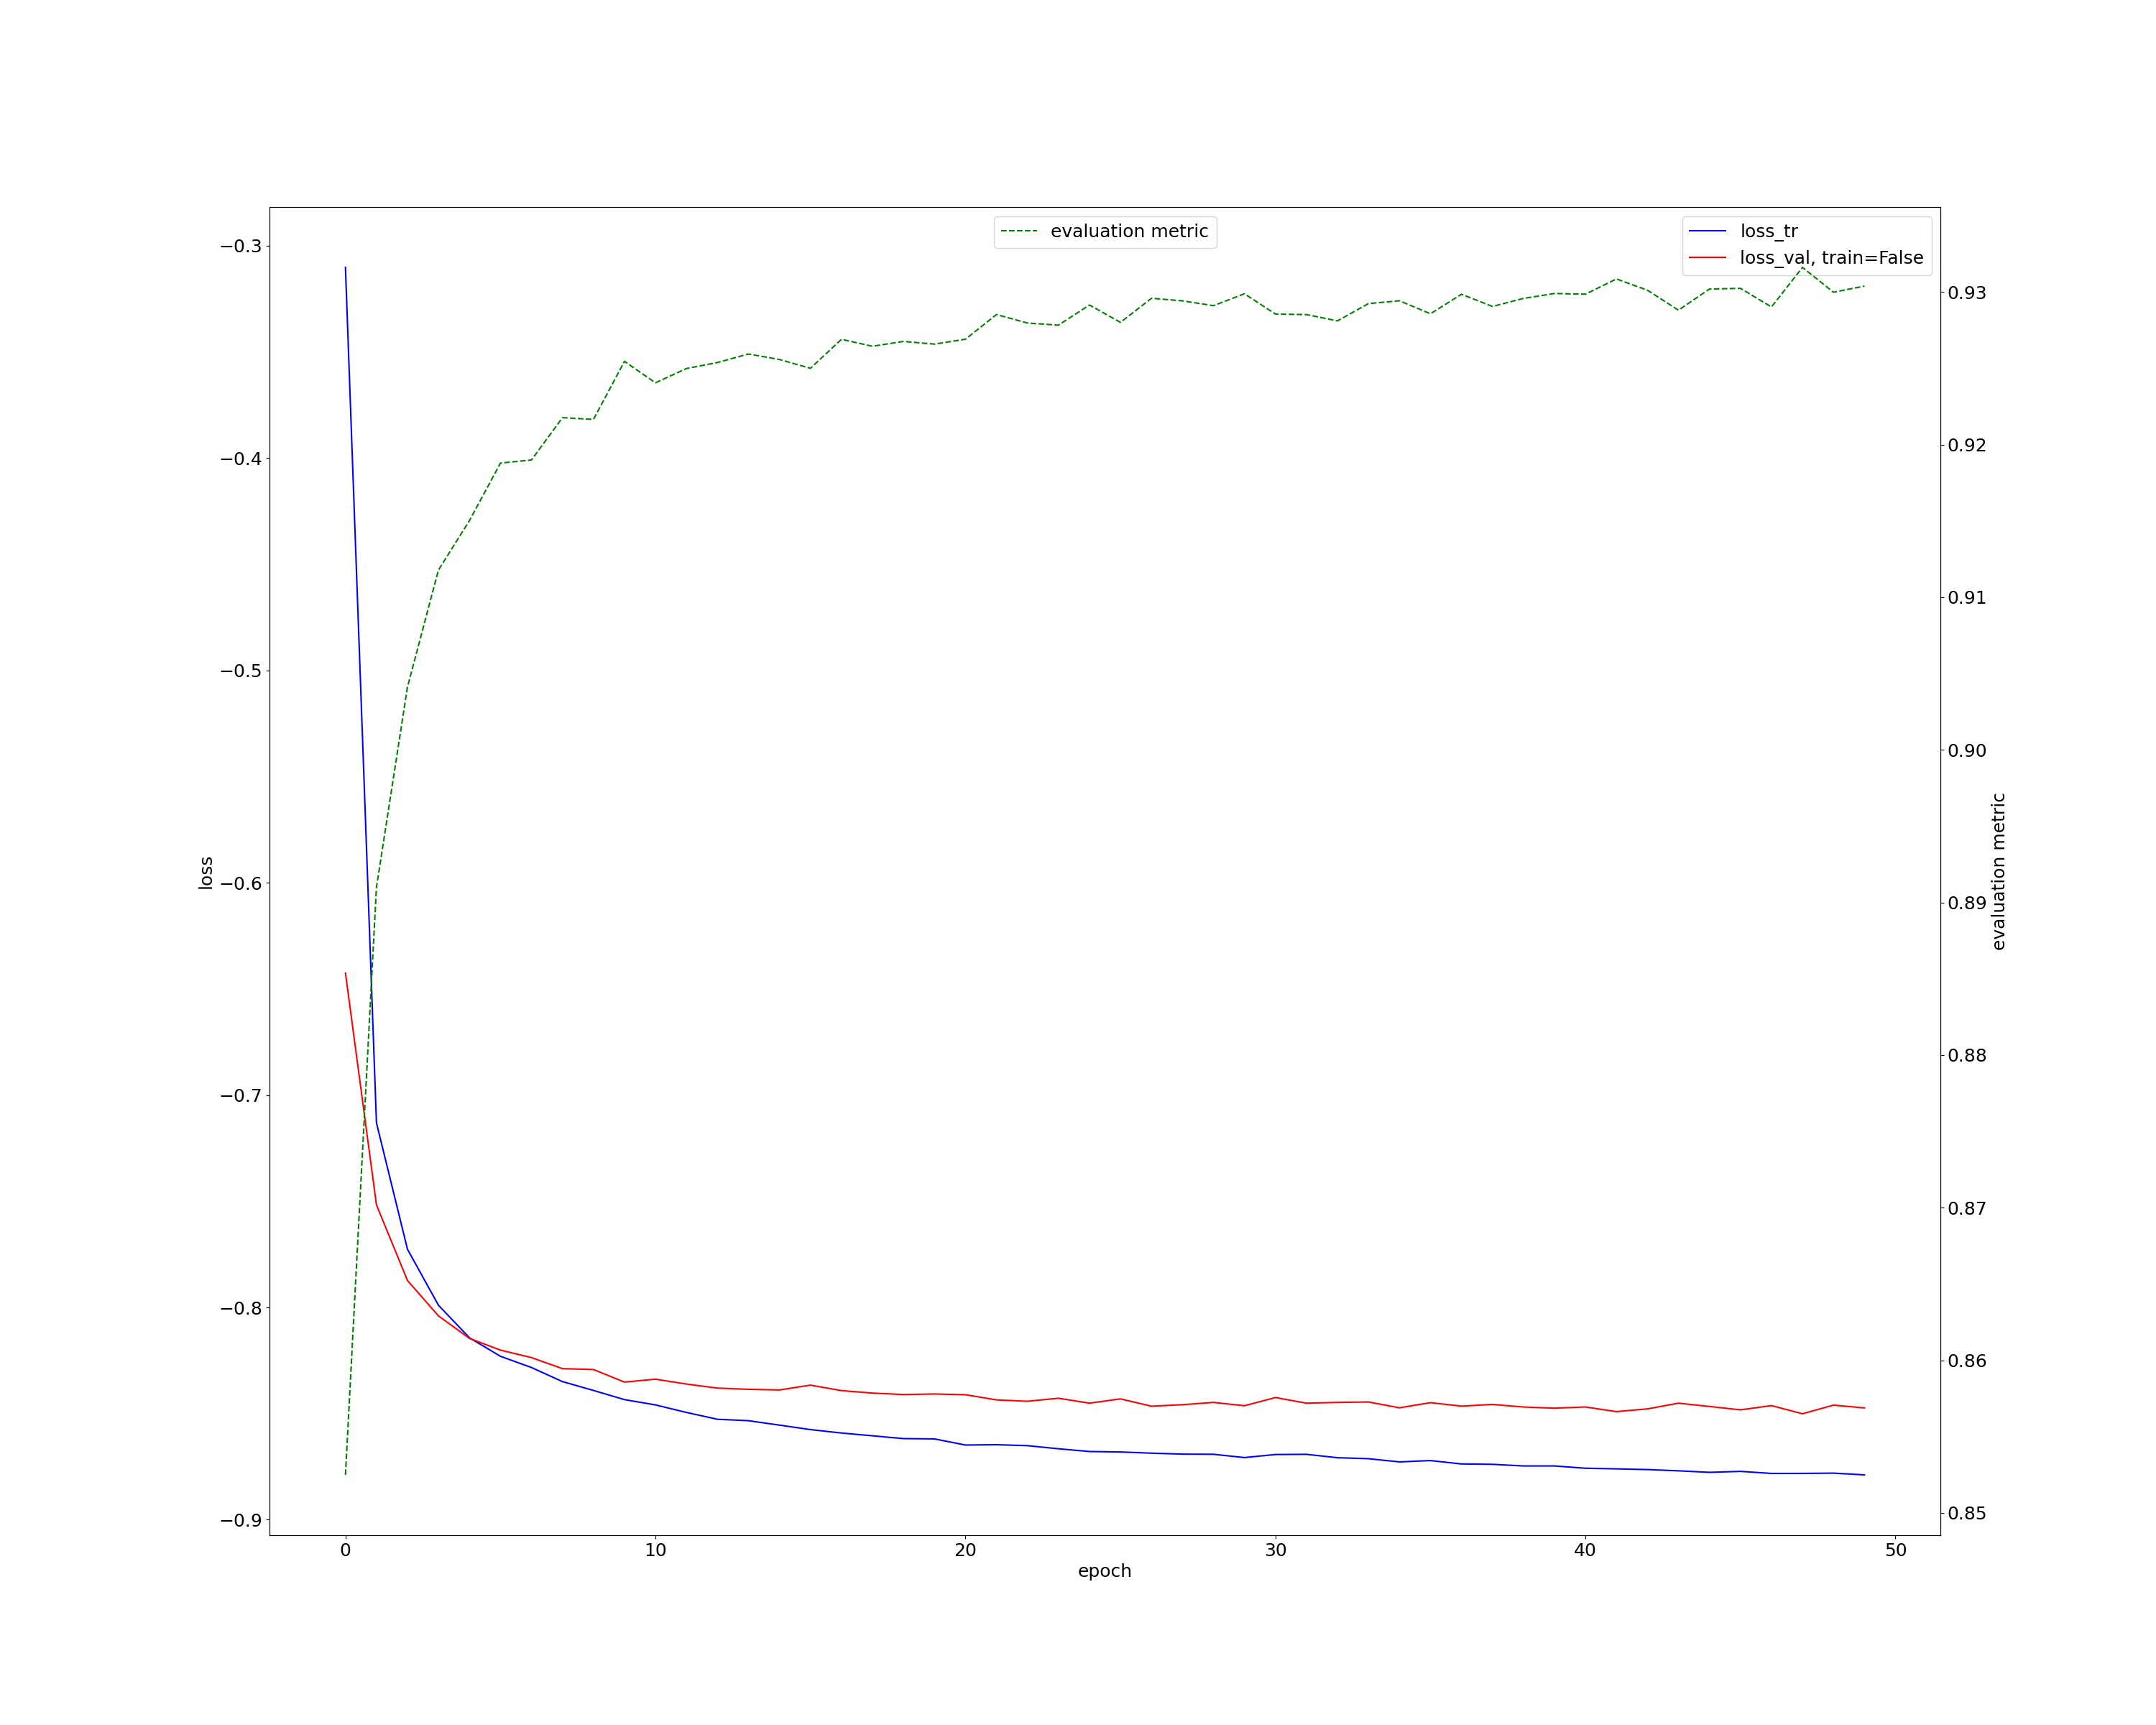 evaluation metric
loss_tr
loss_val, train=False
−0.3
−0.4
−0.5
−0.6
−0.7
−0.8
−0.9
loss
0.93
0.92
0.91
0.90
0.89
0.88
0.87
0.86
0.85
evaluation metric
0 10 20 30 40 50
epoch